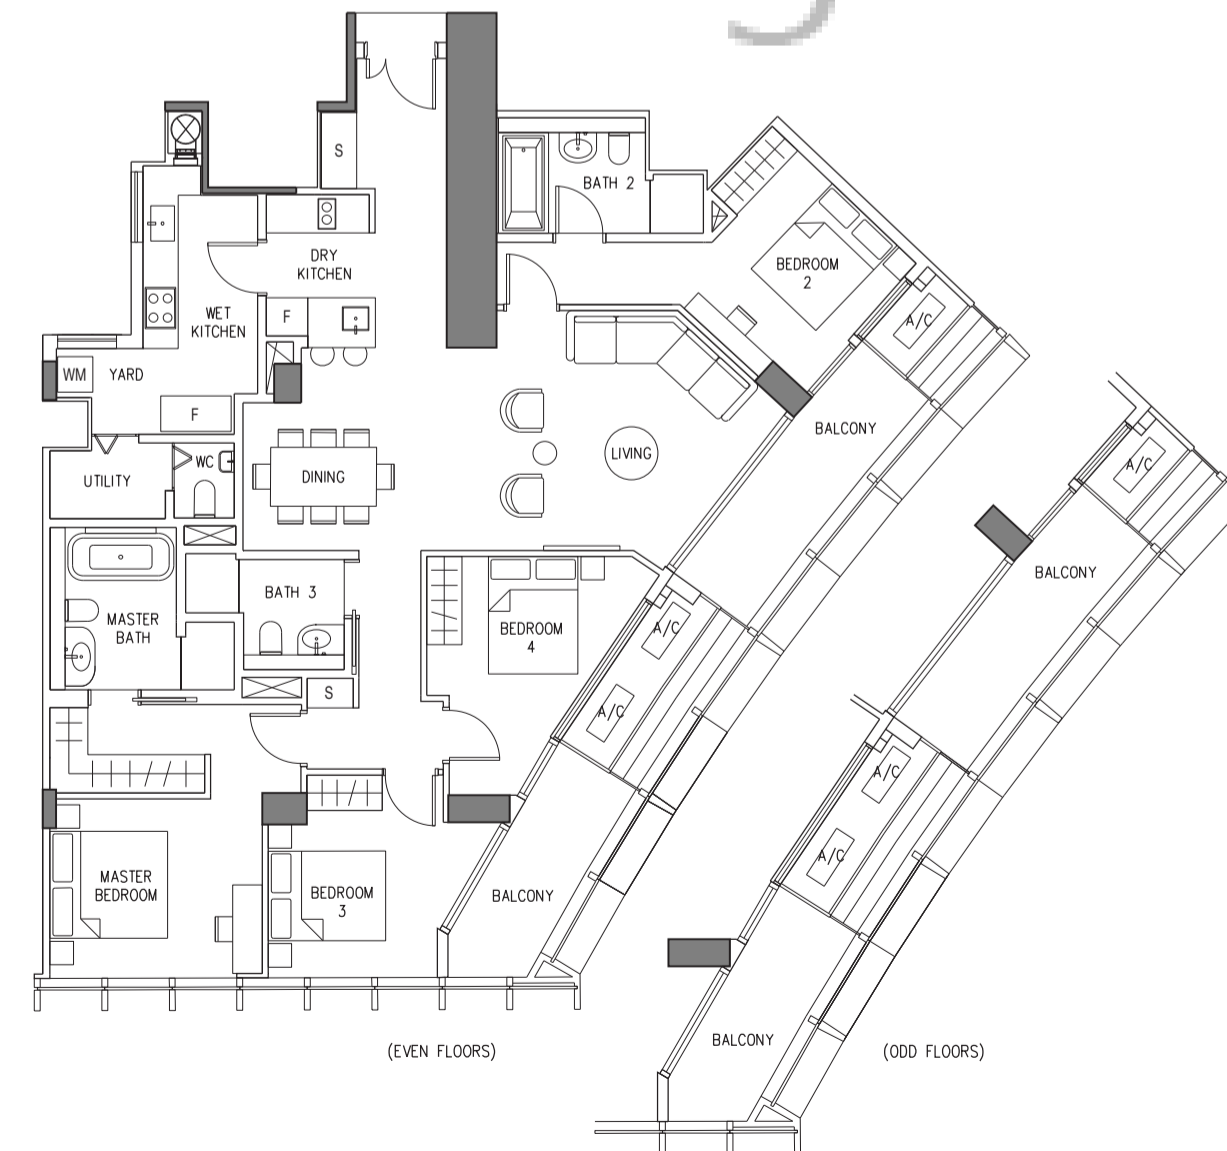 S
BATH 2
DRY
KITCHEN
BEDROOM
2
WET
KITCHEN
F
A/C
WM
YARD
F
BALCONY
UTILITY
WC
DINING
LIVING
A/C
BATH 3
MASTER
BATH
BEDROOM
4
A/C
BALCONY
S
A/C
A/C
MASTER
BEDROOM
BEDROOM
3
BALCONY
A/C
BALCONY
(EVEN FLOORS)
(ODD FLOORS)